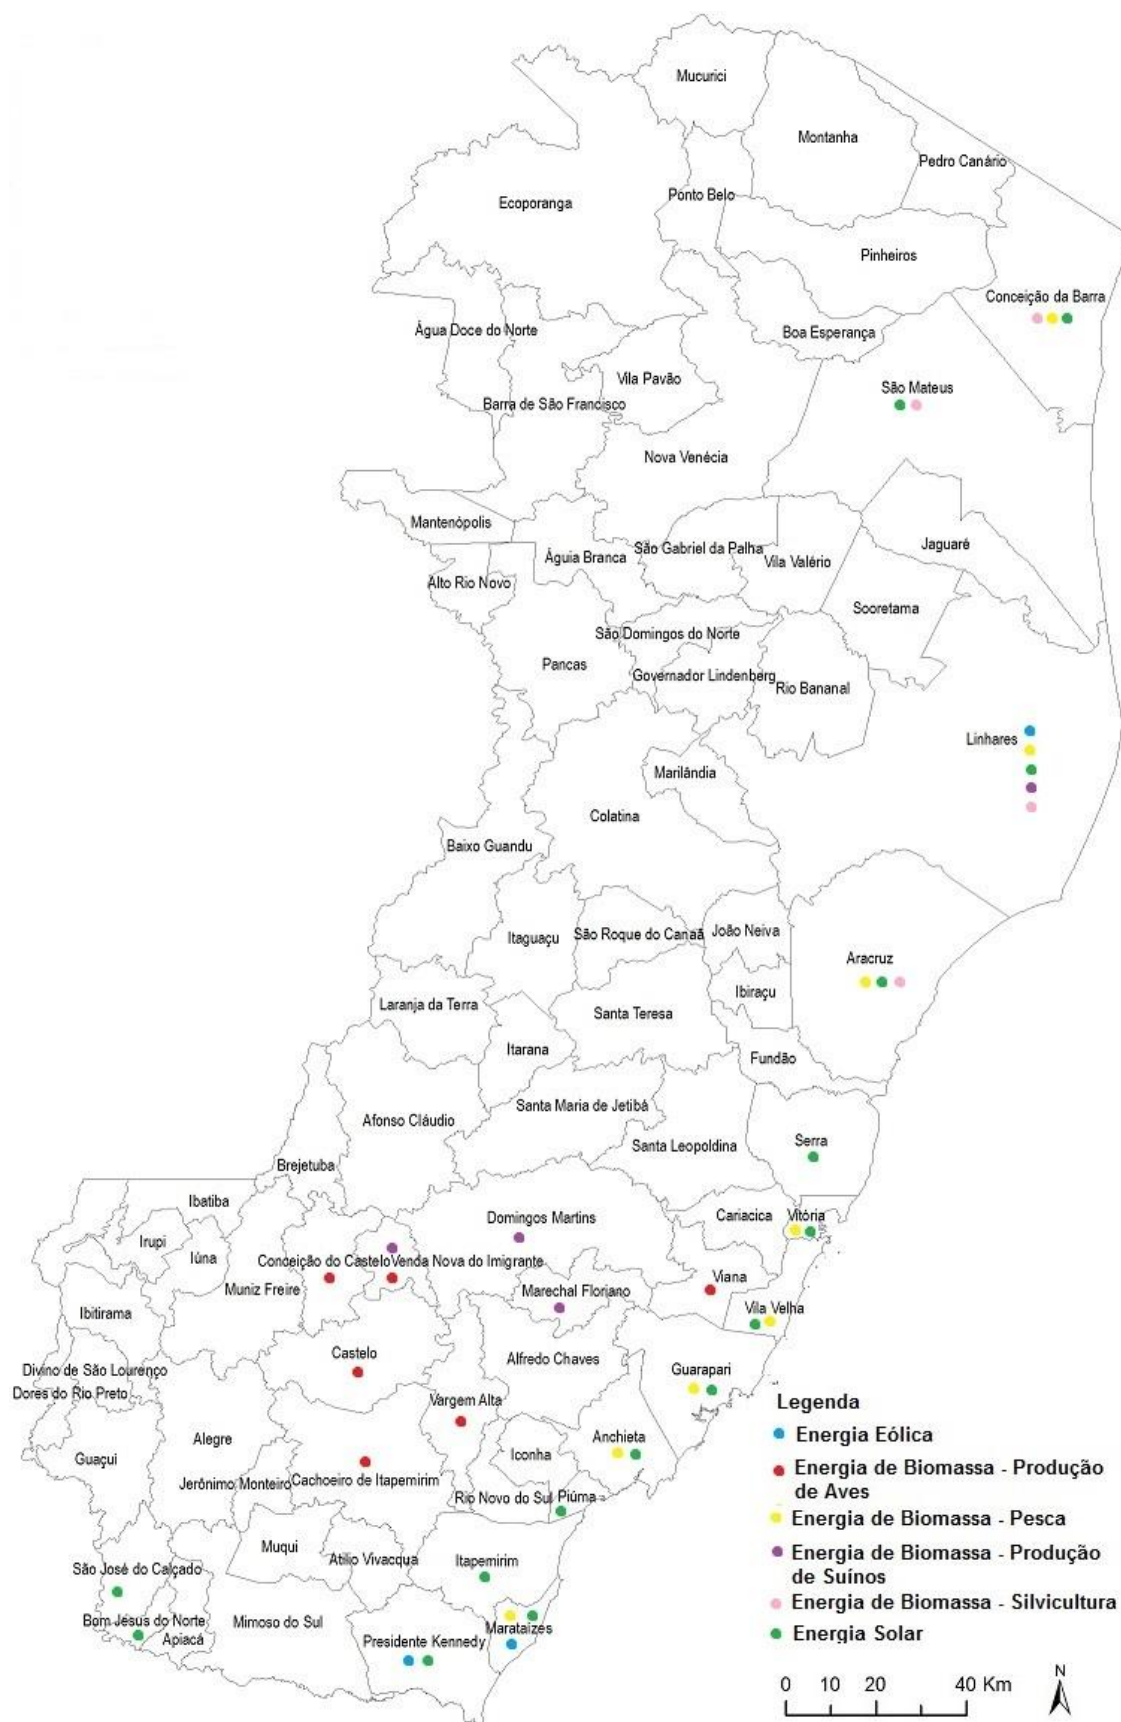 Mucurici
Montanha
Pedro Canário
Ecoporanga
Ponto Belo
Pinheiros
Conceição da Barra
Água Doce do Norte
Boa Esperança
Vila Pavão
São Mateus
Barra de São Francisco
Nova Venécia
Mantenópolis
Jaguaré
São Gabriel da Palha
Águia Branca
Vila Valério
Alto Rio Novo
Sooretama
São Domingos do Norte
Pancas
Governador Lindenberg
Rio Bananal
Linhares
Marilândia
Colatina
Baixo Guandu
João Neiva
São Roque do Canaã
Itaguaçu
Aracruz
Ibiraçu
Laranja da Terra
Santa Teresa
Itarana
Fundão
Santa Maria de Jetibá
Afonso Cláudio
Serra
Santa Leopoldina
Brejetuba
Ibatiba
Cariacica
Vitória
Domingos Martins
Irupi
Iúna
Conceição do Castelo
Venda Nova do Imigrante
Viana
Muniz Freire
Marechal Floriano
Vila Velha
Ibitirama
Castelo
Alfredo Chaves
Guarapari
Divino de São Lourenço
Dores do Rio Preto
Vargem Alta
Alegre
Anchieta
Iconha
Guaçui
Jerônimo Monteiro
Cachoeiro de Itapemirim
Rio Novo do Sul
Piúma
Muqui
Atilio Vivacqua
Itapemirim
São José do Calçado
Bom Jesus do Norte
Mimoso do Sul
Marataízes
Apiacá
Presidente Kennedy
Legenda
Energia Eólica
Energia de Biomassa - Produção
de Aves
Energia de Biomassa - Pesca
Energia de Biomassa - Produção
de Suínos
Energia de Biomassa - Silvicultura
Energia Solar
0 10 20 40 Km
N